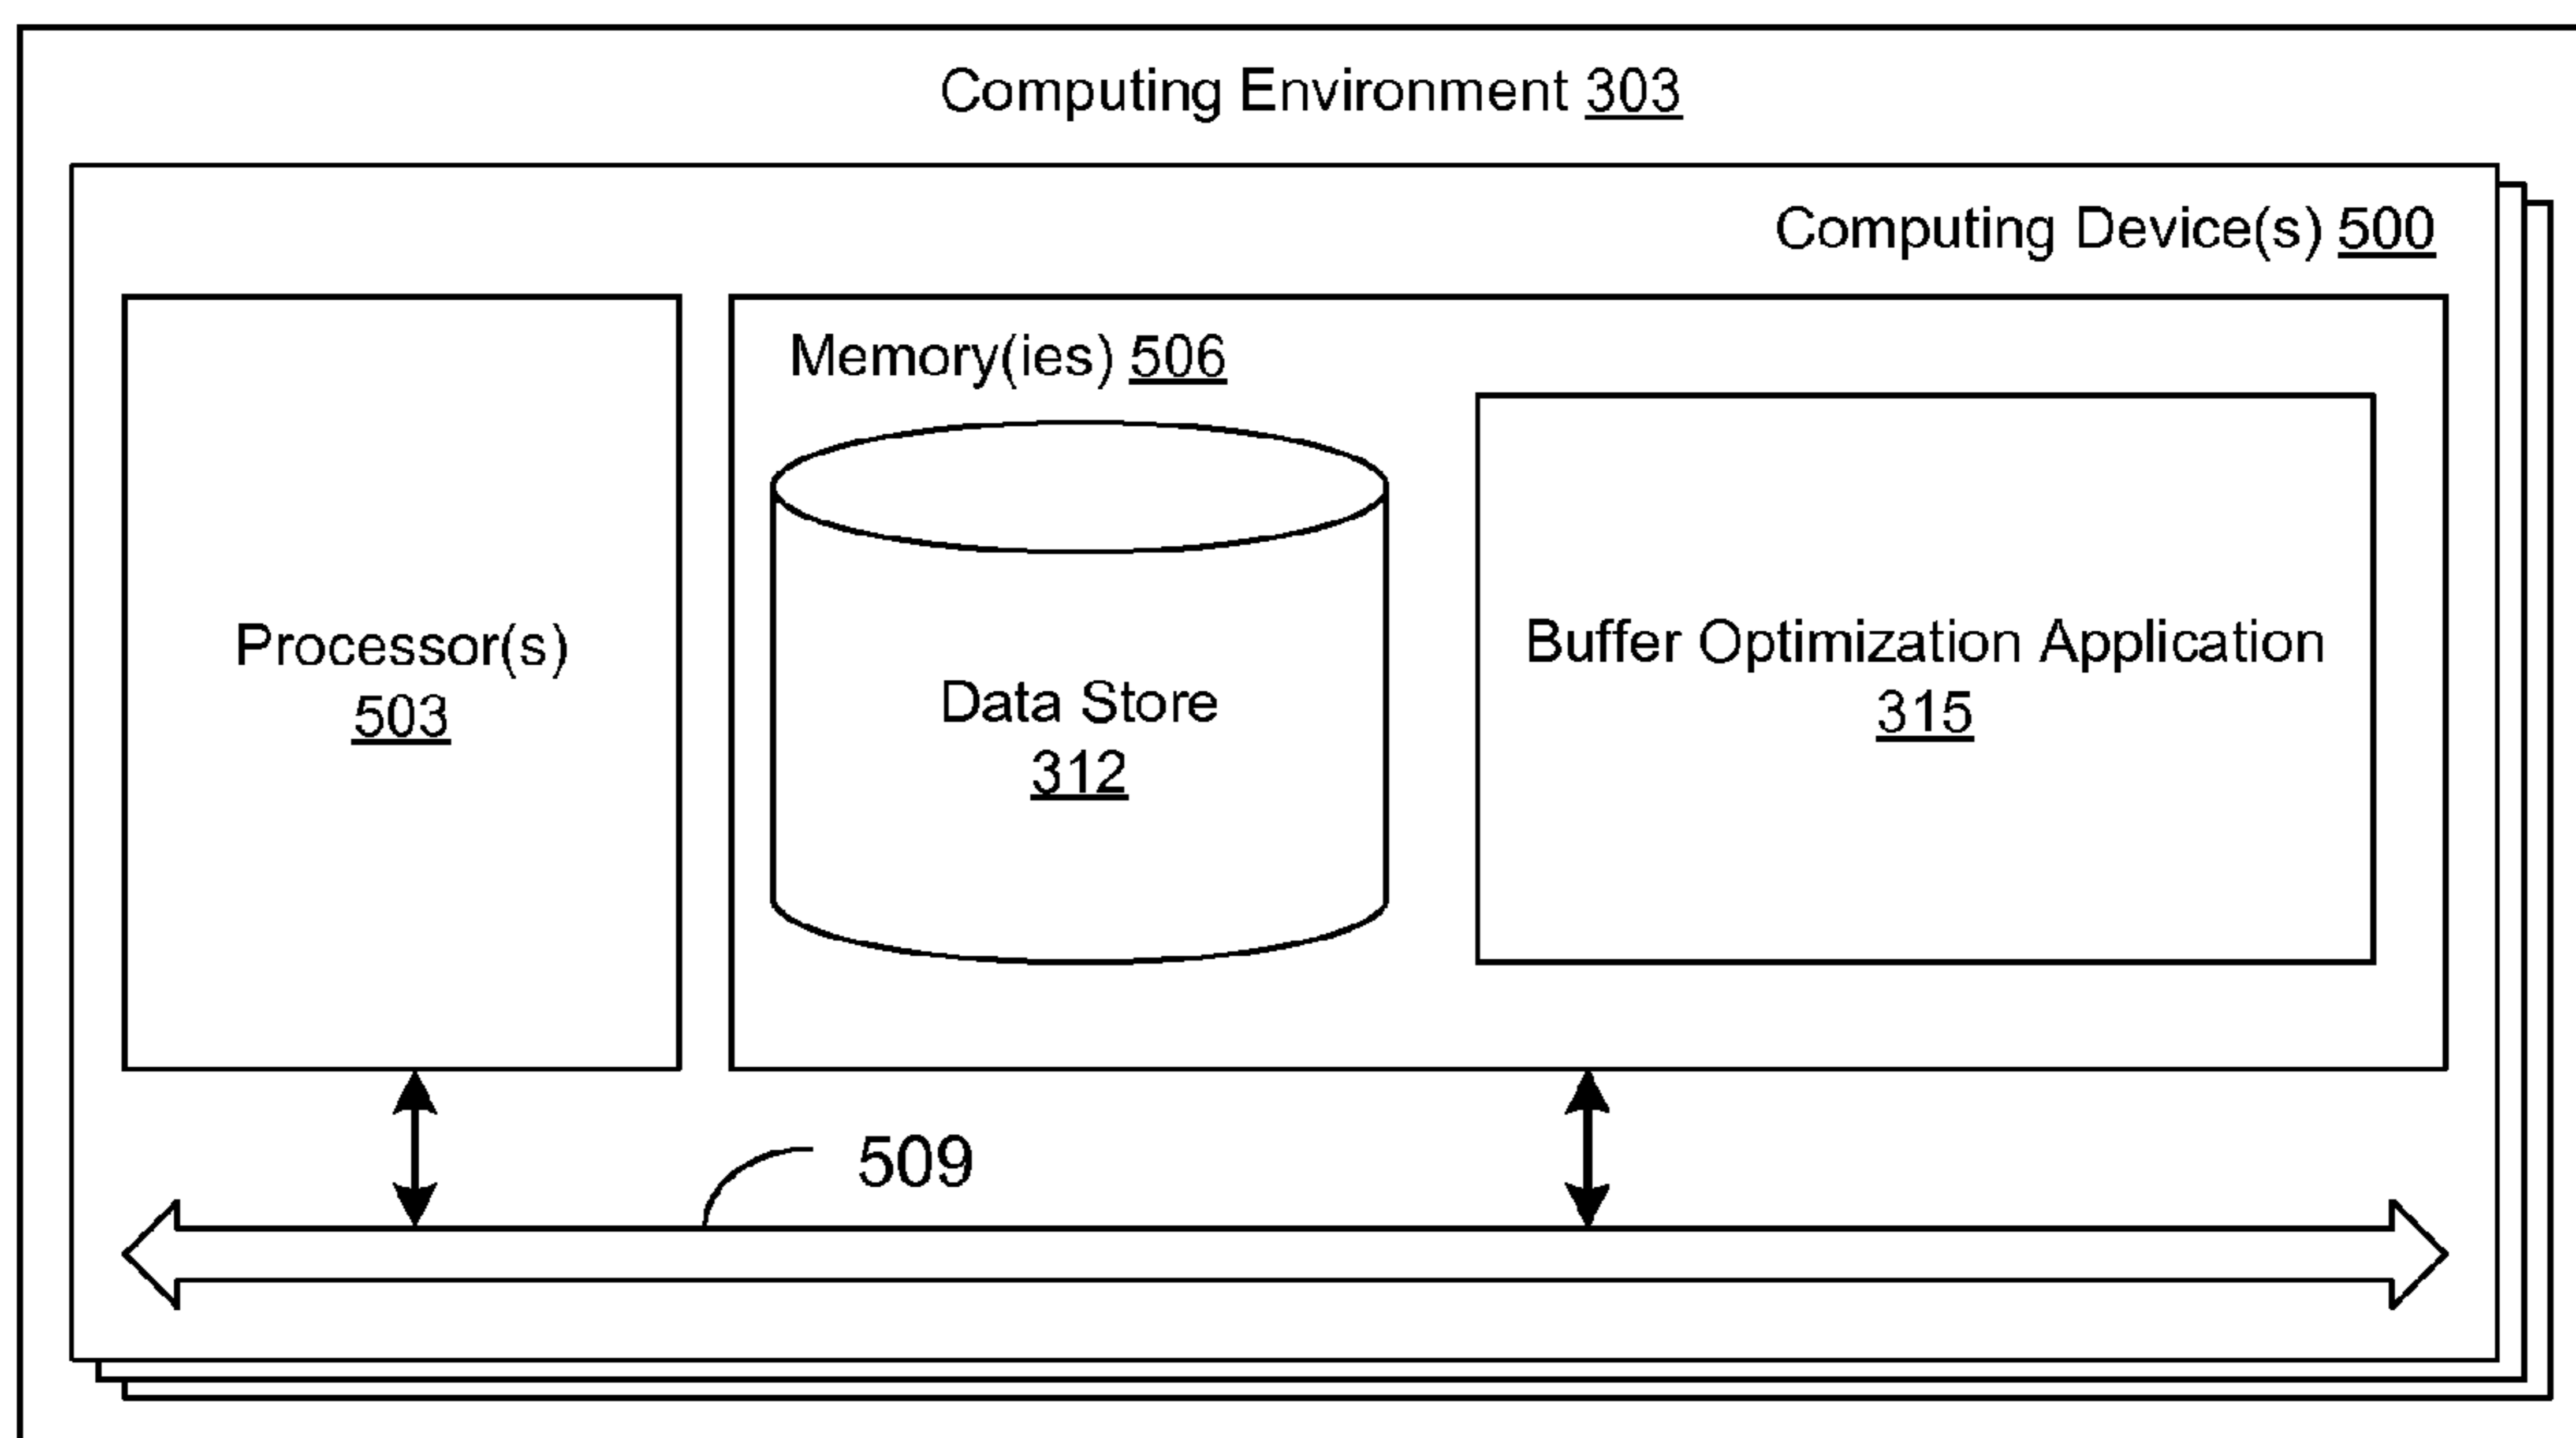 Computing Environment 303
Computing Device(s) 500
Memory(ies) 506
Processor(s)
503
Data Store
312
Buffer Optimization Application
315
509